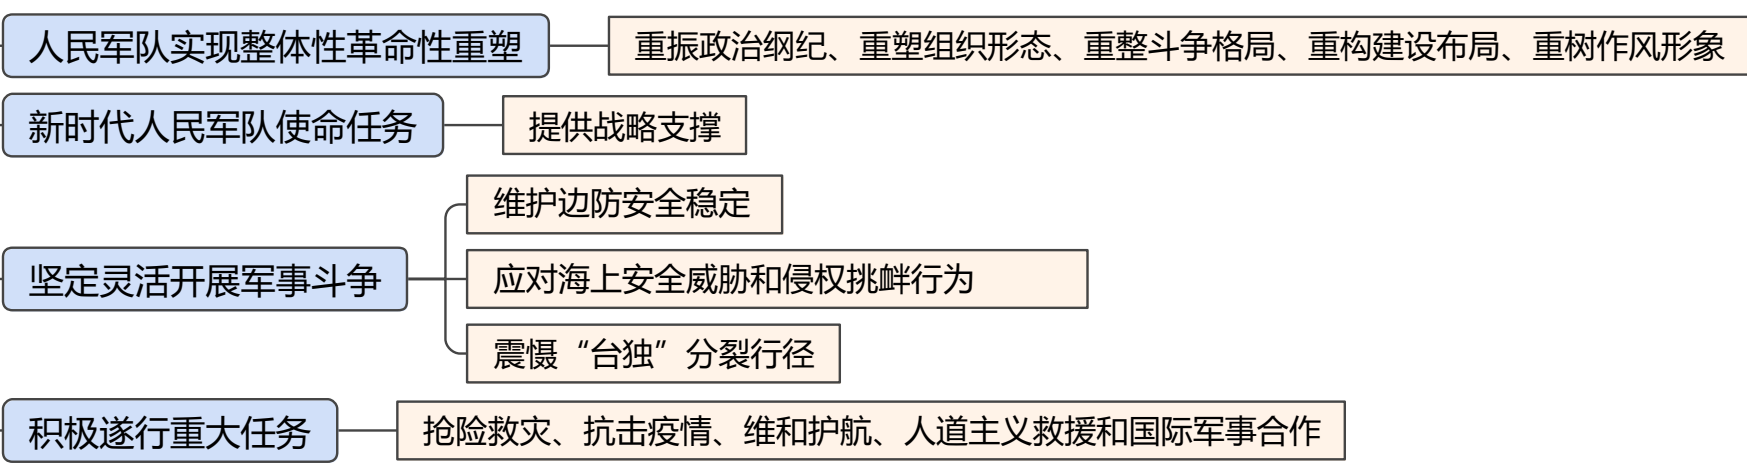 人民军队实现整体性革命性重塑
重振政治纲纪、重塑组织形态、重整斗争格局、重构建设布局、重树作风形象
新时代人民军队使命任务
提供战略支撑
坚定灵活开展军事斗争
维护边防安全稳定
应对海上安全威胁和侵权挑衅行为
震慑“台独”分裂行径
积极遂行重大任务
抢险救灾、抗击疫情、维和护航、人道主义救援和国际军事合作